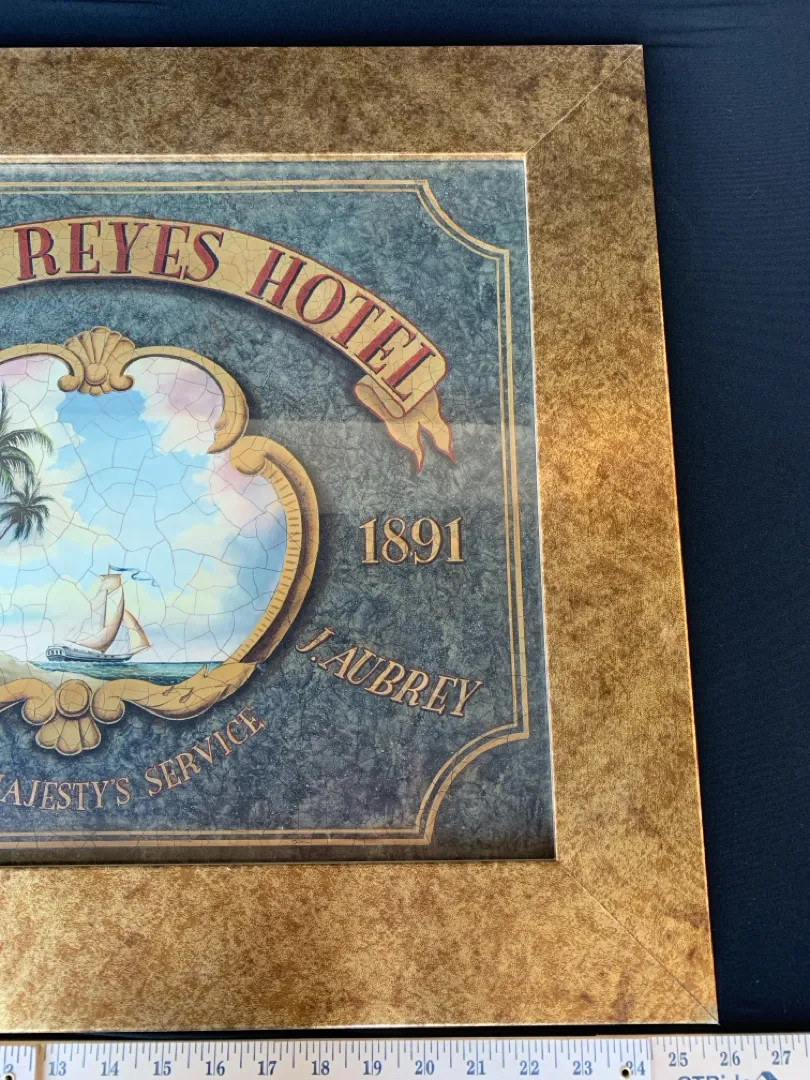 REYES HOTEL
1891
J. AUBREY
MAJESTY'S SERVICE
13 14 15 16 17 18 19 20 21 22 23 24 25 26 27